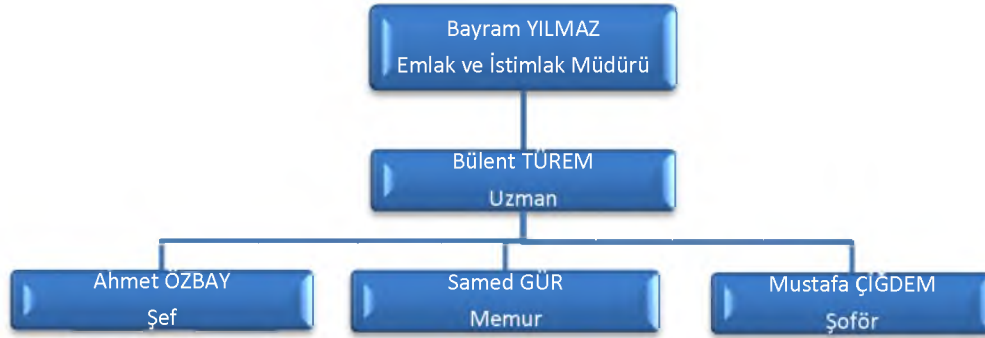 Bayram YILMAZ
Emlak ve İstimlak Müdürü
Bülent TÜREM
Uzman
Ahmet ÖZBAY
Şef
Samed GÜR
Memur
Mustafa ÇİĞDEM
Şoför